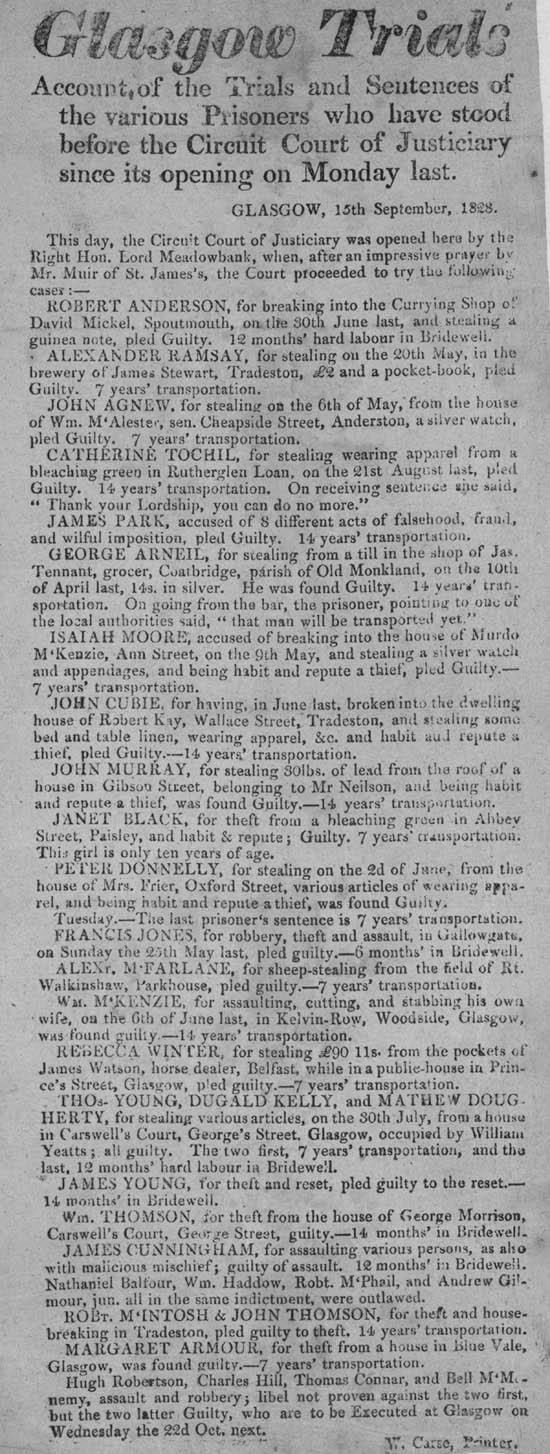 Glasgow Trials
Account, of the Trials and Sentences of
the various Prisoners who have stood
before the Circuit Court of Justiciary
since its opening on Monday last.
GLASGOW, 15th September, 1828.
This day, the Circuit Court of Justiciary was opened here by the
Right Hon. Lord Meadowbank, when, after an impressive prayer by
Mr. Muir of St. James's, the Court proceeded to try the following
cases:—
ROBERT ANDERSON, for breaking into the Currying Shop of
David Mickel, Spoutmouth, on the 30th June last, and stealing a
guinea note, pled Guilty. 12 months' hard labour in Bridewell.
ALEXANDER RAMSAY, for stealing on the 20th May, in the
brewery of James Stewart, Tradeston, £2 and a pocket-book, pled
Guilty. 7 years' transportation.
JOHN AGNEW, for stealing on the 6th of May, from the house
of Wm. M'Alester, sen. Cheapside Street, Anderston, a silver watch,
pled Guilty. 7 years' transportation.
CATHERINE TOCHIL, for stealing wearing apparel from a
bleaching green in Rutherglen Loan, on the 21st August last, pled
Guilty. 14 years' transportation. On receiving sentence she said,
" Thank your Lordship, you can do no more."
JAMES PARK, accused of 8 different acts of falsehood, fraud,
and wilful imposition, pled Guilty. 14 years' transportation.
GEORGE ARNEIL, for stealing from a till in the shop of Jas.
Tennant, grocer, Coatbridge, parish of Old Monkland, on the 10th
of April last, 14s. in silver. He was found Guilty. 14 years' tran-
sportation. On going from the bar, the prisoner, pointing to one of
the local authorities said, " that man will be transported yet."
ISAIAH MOORE, accused of breaking into the house of Murdo
M'Kenzie, Ann Street, on the 9th May, and stealing a silver watch
and appendages, and being habit and repute a thief, pled Guilty.—
7 years' transportation.
JOHN CUBIE, for having, in June last, broken into the dwelling
house of Robert Kay, Wallace Street, Tradeston, and stealing some
bed and table linen, wearing apparel, &c. and habit and repute a
thief, pled Guilty.—14 years' transportation.
JOHN MURRAY, for stealing 30lbs. of lead from the roof of a
house in Gibson Street, belonging to Mr Neilson, and being habit
and repute a thief, was found Guilty.—14 years' transportation.
JANET BLACK, for theft from a bleaching green in Abbey
Street, Paisley, and habit & repute; Guilty. 7 years' transportation.
This girl is only ten years of age.
PETER DONNELLY, for stealing on the 2d of June, from the
house of Mrs. Frier, Oxford Street, various articles of wearing appa-
rel, and being habit and repute a thief, was found Guilty.
Tuesday.—The last prisoner's sentence is 7 years' transportation.
FRANCIS JONES, for robbery, theft and assault, in Gallowgate,
on Sunday the 25th May last, pled guilty.—6 months' in Bridewell.
ALEXr. M'FARLANE, for sheep-stealing from the field of Rt.
Walkinshaw, Parkhouse, pled guilty.—7 years' transportation.
Wm. M'KENZIE, for assaulting, cutting, and stabbing his own
wife, on the 6th of June last, in Kelvin-Row, Woodside, Glasgow,
was found guilty.—14 years' transportation.
REBECCA WINTER, for stealing £90 11s. from the pockets of
James Watson, horse dealer, Belfast, while in a public-house in Prin-
ce's Street, Glasgow, pled guilty.—7 years' transportation.
THOs. YOUNG, DUGALD KELLY, and MATHEW DOUG-
HERTY, for stealing various articles, on the 30th July, from a house
in Carswell's Court, George's Street, Glasgow, occupied by William
Yeatts; all guilty. The two first, 7 years' transportation, and the
last, 12 months' hard labour in Bridewell.
JAMES YOUNG, for theft and reset, pled guilty to the reset.—
14 months' in Bridewell.
Wm. THOMSON, for theft from the house of George Morrison,
Carswell's Court, George Street, guilty.—14 months' in Bridewell.
JAMES CUNNINGHAM, for assaulting various persons, as also
with malicious mischief; guilty of assault. 12 months' in Bridewell.
Nathaniel Balfour, Wm. Haddow, Robt. M'Phail, and Andrew Gil-
mour, jun. all in the same indictment, were outlawed.
ROBt. M'INTOSH & JOHN THOMSON, for theft and house-
breaking in Tradeston, pled guilty to theft. 14 years' transportation.
MARGARET ARMOUR, for theft from a house in Blue Vale,
Glasgow, was found guilty.—7 years' transportation.
Hugh Robertson, Charles Hill, Thomas Connar, and Bell M'M.
nemy, assault and robbery; libel not proven against the two first,
but the two latter Guilty, who are to be Executed at Glasgow on
Wednesday the 22d Oct. next.
W. Carse, Printer.